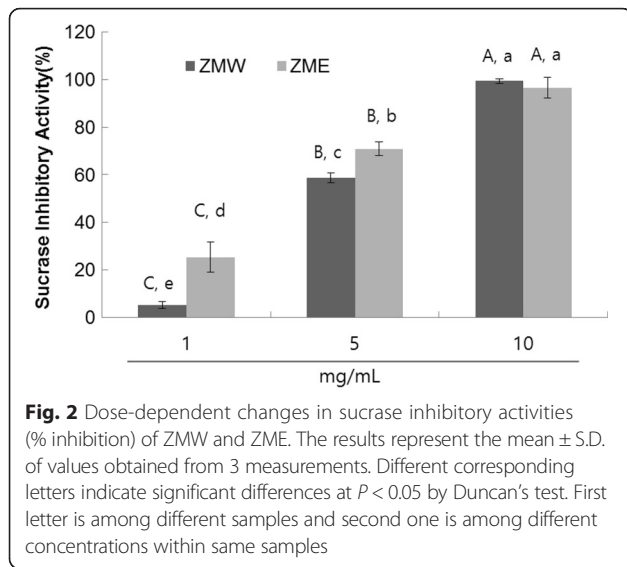 120
100
80
60
40
20
0
Sucrase Inhibitory Activity(%)
ZMW ZME
C, e
C, d
B, c
B, b
A, a
A, a
1 5 10
mg/mL
Fig. 2 Dose-dependent changes in sucrase inhibitory activities
(% inhibition) of ZMW and ZME. The results represent the mean ± S.D.
of values obtained from 3 measurements. Different corresponding
letters indicate significant differences at P < 0.05 by Duncan's test. First
letter is among different samples and second one is among different
concentrations within same samples